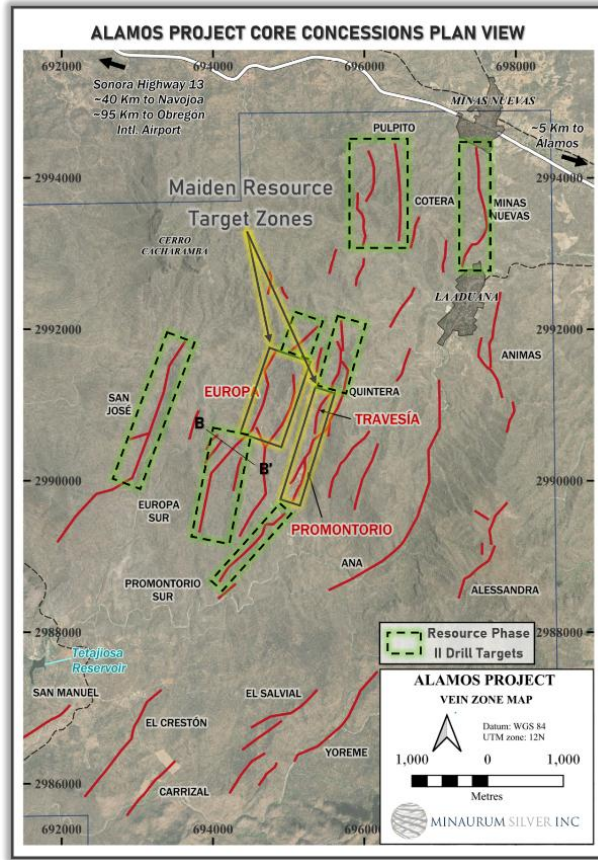 ALAMOS PROJECT CORE CONCESSIONS PLAN VIEW
692000
694000
696000
698000
Sonora Highway 13
~40 Km to Navojoa
~95 Km to Obregon
Intl. Airport
MINAS NUEVAS
~5 Km to
Álamos
PULPITO
2994000
2994000
Maiden Resource
Target Zones
COTERA
MINAS
NUEVAS
CERRO
CACHARAMBA
LA ADUANA
2992000
2992000
ANIMAS
SAN
JOSÉ
EUROPA
QUINTERA
B
TRAVESÍA
B'
2990000
2990000
EUROPA
SUR
PROMONTORIO
ANA
PROMONTORIO
SUR
ALESSANDRA
2988000
2988000
Resource Phase
II Drill Targets
Tetajiosa
Reservoir
SAN MANUEL
EL CRESTÓN
EL SALVIAL
YOREME
CARRIZAL
2986000
2986000
ALAMOS PROJECT
VEIN ZONE MAP
Datum: WGS 84
UTM zone: 12N
1,000
0
1,000
Metres
MINAURUM SILVER INC
692000
694000
696000
698000